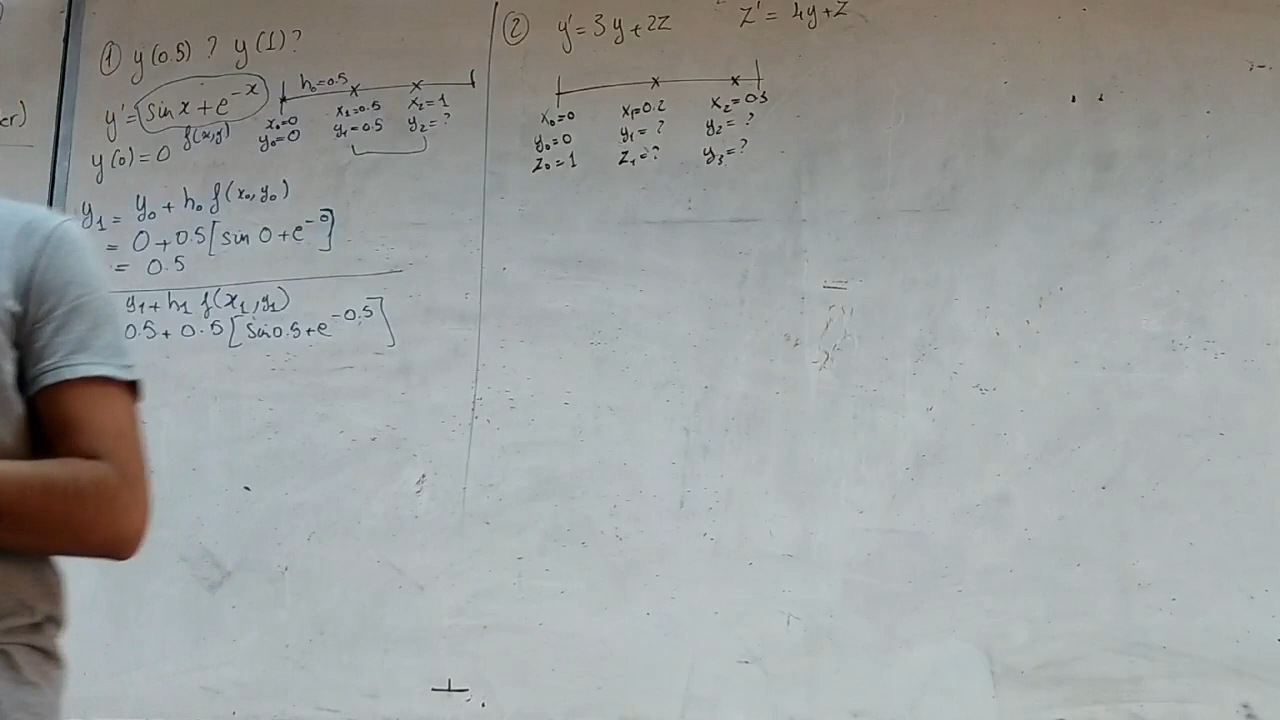 ① y(0.5) ? y(1)?
y' = sin x + e^{-x}
f(x,y)
y(0) = 0
h₀=0.5
x₀=0 x₁=0.5 x₂=1
y₀=0 y₁=0.5 y₂=?
y₁ = y₀ + h₀ f(x₀, y₀)
= 0 + 0.5 [sin 0 + e^{-0}]
= 0.5
y₁ + h₁ f(x₁, y₁)
0.5 + 0.5 [sin 0.5 + e^{-0.5}]
② y' = 3y + 2z z' = 4y + z
x₀=0 x₁=0.2 x₂=0.3
y₀=0 y₁=? y₂=?
z₀=1 z₁=? y₃=?